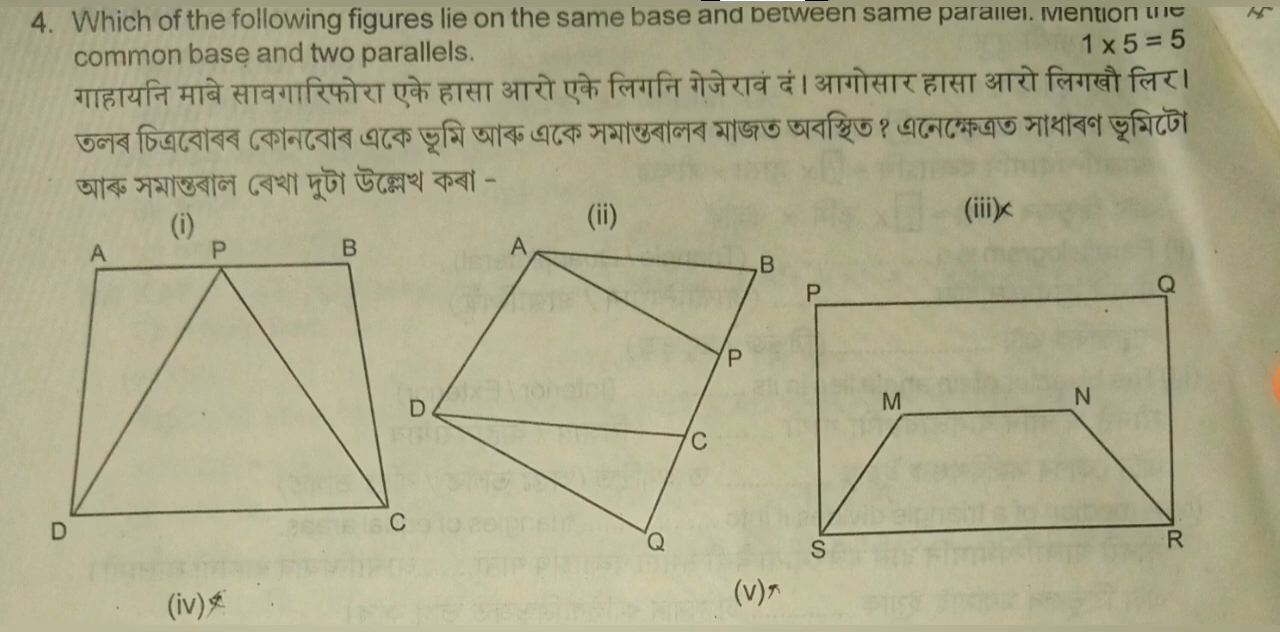 4. Which of the following figures lie on the same base and between same parallel. Mention the
common base and two parallels.
1 x 5 = 5
गाहायनि माबे सावगारिफोरा एके हासा आरो एके लिगनि गेजेरावं दं। आगोसार हासा आरो लिगखौ लिर।
তলৰ চিত্ৰবোৰৰ কোনবোৰ একে ভূমি আৰু একে সমান্তৰালৰ মাজত অবস্থিত? এনেক্ষেত্ৰত সাধাৰণ ভূমিটো
আৰু সমান্তৰাল ৰেখা দুটা উল্লেখ কৰা -
(i)
(ii)
(iii)
A P B
D C
A B
P
D C
Q
P Q
M N
S R
(iv)
(v)